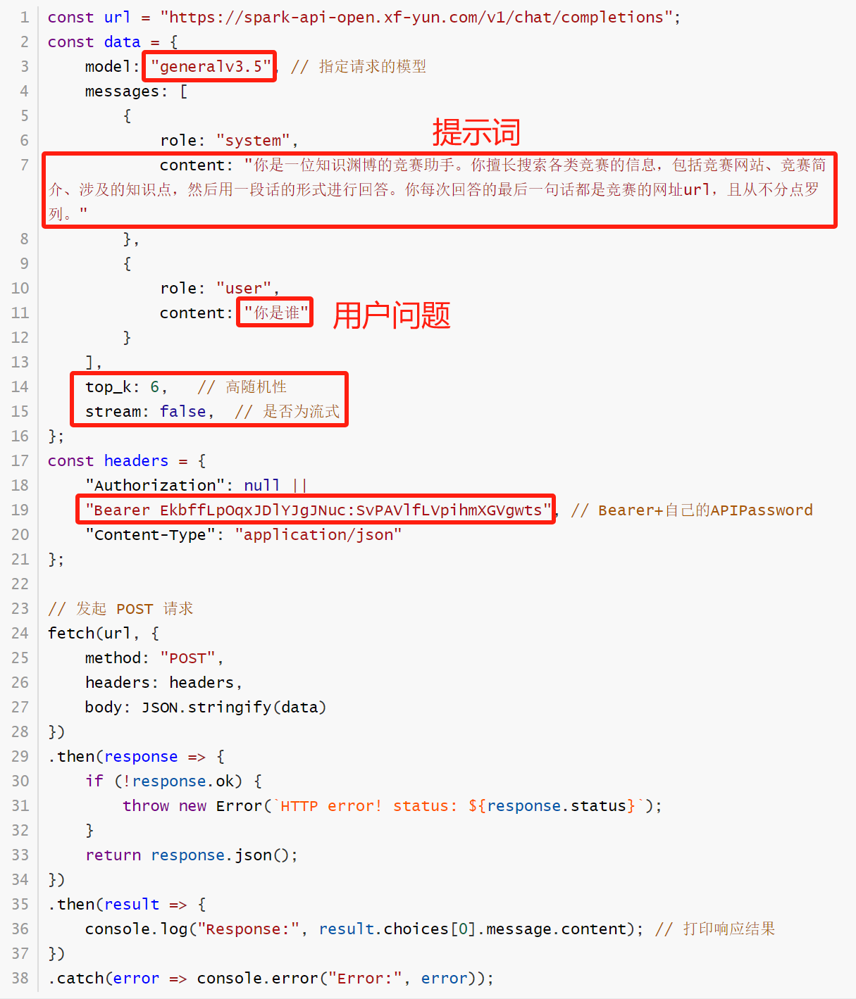 1 const url = "https://spark-api-open.xf-yun.com/v1/chat/completions";
2 const data = {
3 model: "generalv3.5", // 指定请求的模型
4 messages: [
5 {
6 role: "system",
提示词
7 content: "你是一位知识渊博的竞赛助手。你擅长搜索各类竞赛的信息，包括竞赛网站、竞赛简
介、涉及的知识点，然后用一段话的形式进行回答。你每次回答的最后一句话都是竞赛的网址url，且从不分点罗
列。"
8 },
9 {
10 role: "user",
11 content: "你是谁"
用户问题
12 }
13 ],
14 top_k: 6, // 高随机性
15 stream: false, // 是否为流式
16 };
17 const headers = {
18 "Authorization": null ||
19 "Bearer EkbffLpOqxJDlYJgJNuc:SvPAVlfLVpihmXGVgwts", // Bearer+自己的APIPassword
20 "Content-Type": "application/json"
21 };
22
23 // 发起 POST 请求
24 fetch(url, {
25 method: "POST",
26 headers: headers,
27 body: JSON.stringify(data)
28 })
29 .then(response => {
30 if (!response.ok) {
31 throw new Error(`HTTP error! status: ${response.status}`);
32 }
33 return response.json();
34 })
35 .then(result => {
36 console.log("Response:", result.choices[0].message.content); // 打印响应结果
37 })
38 .catch(error => console.error("Error:", error));